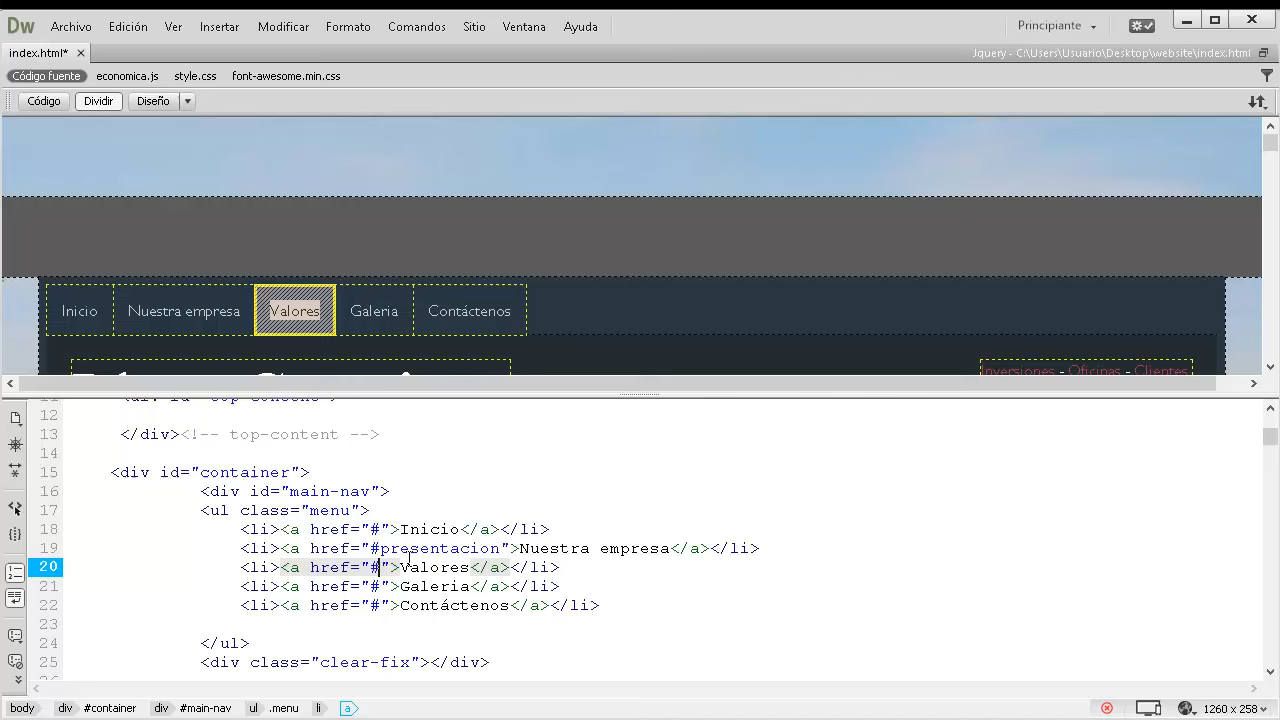 Dw Archivo Edición Ver Insertar Modificar Formato Comandos Sitio Ventana Ayuda Principiante
index.html* Jquery - C:\Users\Usuario\Desktop\website\index.html
Código fuente economica.js style.css font-awesome.min.css
Código Dividir Diseño
Inicio Nuestra empresa Valores Galeria Contáctenos
Inversiones - Oficinas - Clientes
12
13 </div><!-- top-content -->
14
15 <div id="container">
16 <div id="main-nav">
17 <ul class="menu">
18 <li><a href="#">Inicio</a></li>
19 <li><a href="#presentacion">Nuestra empresa</a></li>
20 <li><a href="#">Valores</a></li>
21 <li><a href="#">Galeria</a></li>
22 <li><a href="#">Contáctenos</a></li>
23
24 </ul>
25 <div class="clear-fix"></div>
body div #container div #main-nav ul .menu li a 1260 x 258